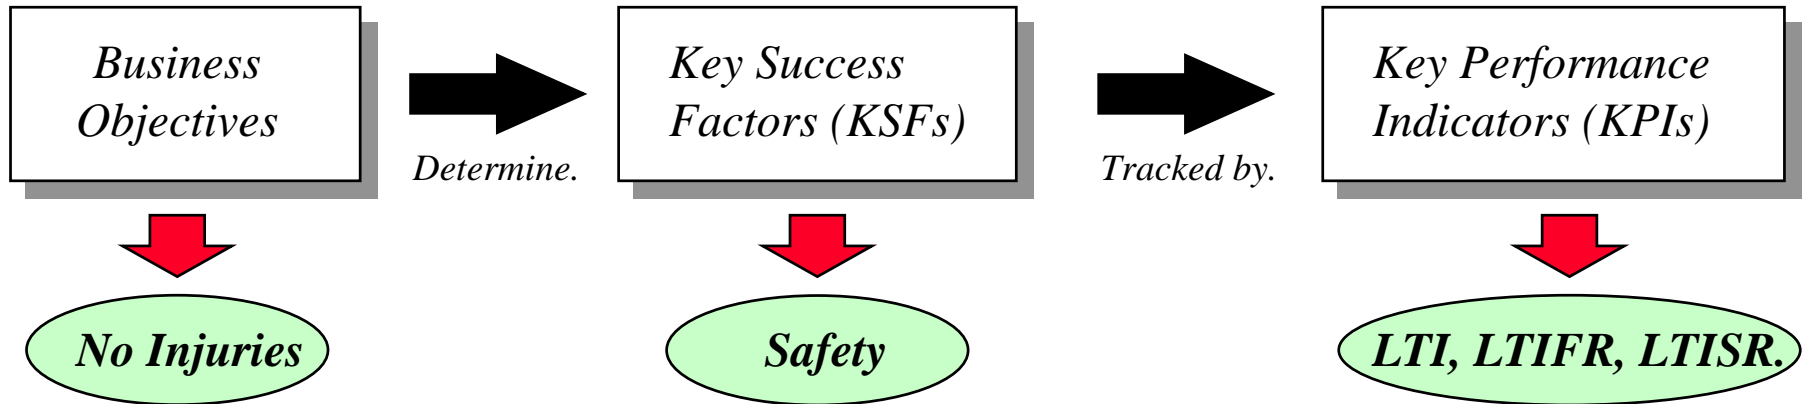 Business
Objectives
Determine.
Key Success
Factors (KSFs)
Tracked by.
Key Performance
Indicators (KPIs)
No Injuries
Safety
LTI, LTIFR, LTISR.